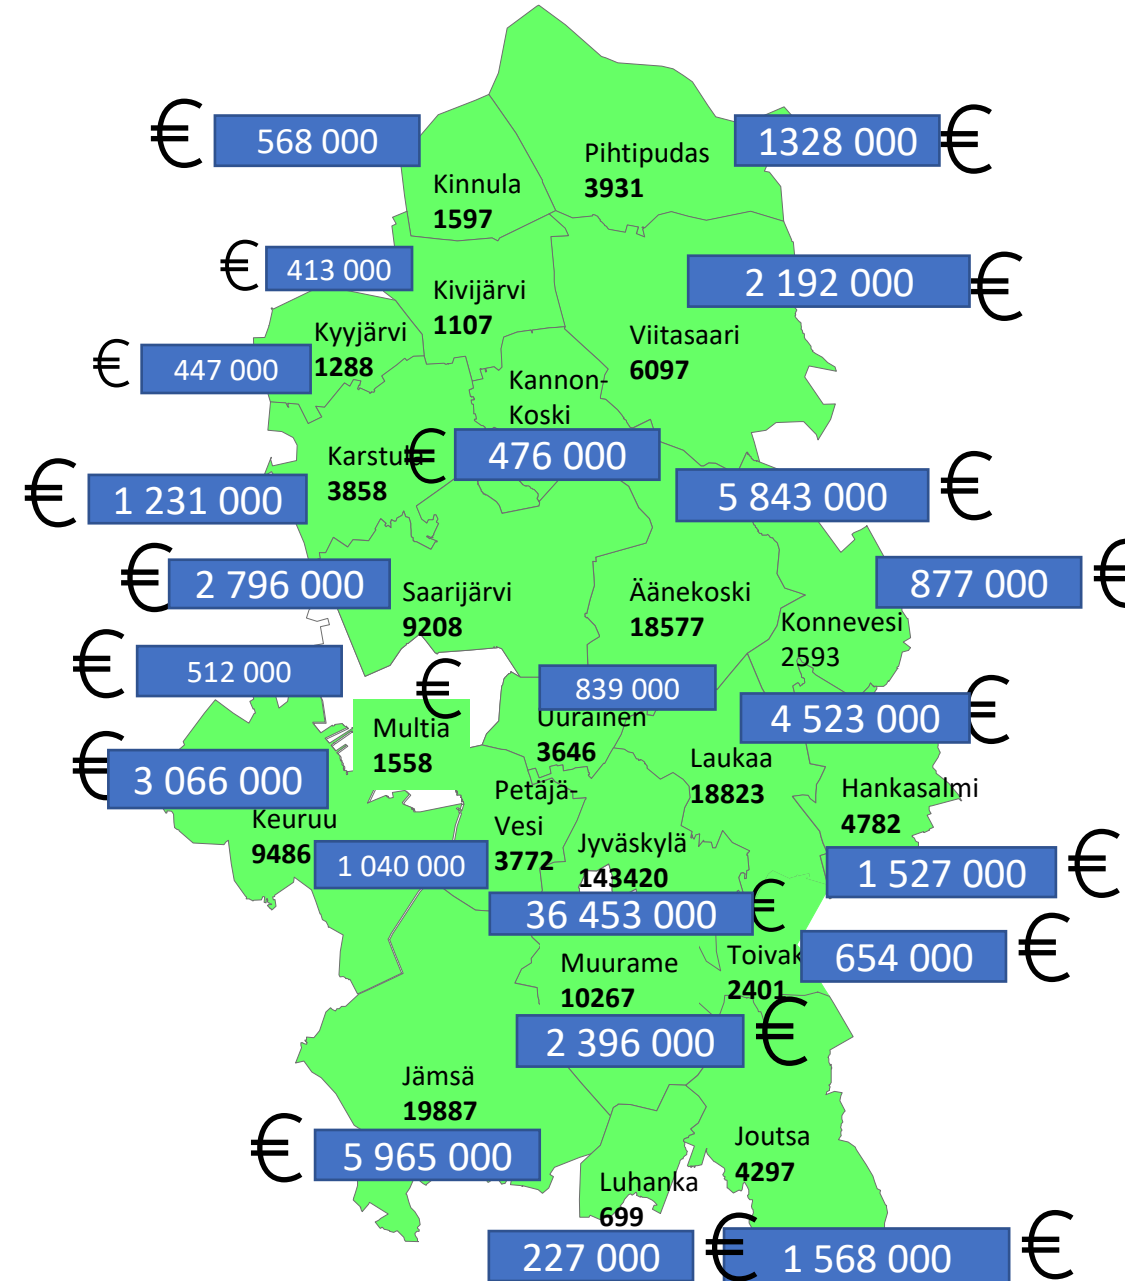 € 568 000
Pihtipudas
3931
1328 000 €
Kinnula
1597
€ 413 000
Kivijärvi
1107
2 192 000 €
Kyyjärvi
1288
€ 447 000
Viitasaari
6097
Kannon-
Koski
€ 476 000
Karstula
3858
€ 1 231 000
5 843 000 €
€ 2 796 000
Saarijärvi
9208
Äänekoski
18577
877 000 €
Konnevesi
2593
€ 512 000
€ 839 000
Uurainen
3646
4 523 000 €
Multia
1558
€ 3 066 000
Keuruu
9486
Laukaa
18823
Petäjä-
Vesi
3772
Hankasalmi
4782
1 040 000
Jyväskylä
143420
1 527 000 €
36 453 000 €
Toivak
2401
654 000 €
Muurame
10267
2 396 000 €
Jämsä
19887
€ 5 965 000
Joutsa
4297
Luhanka
699
227 000 €
1 568 000 €